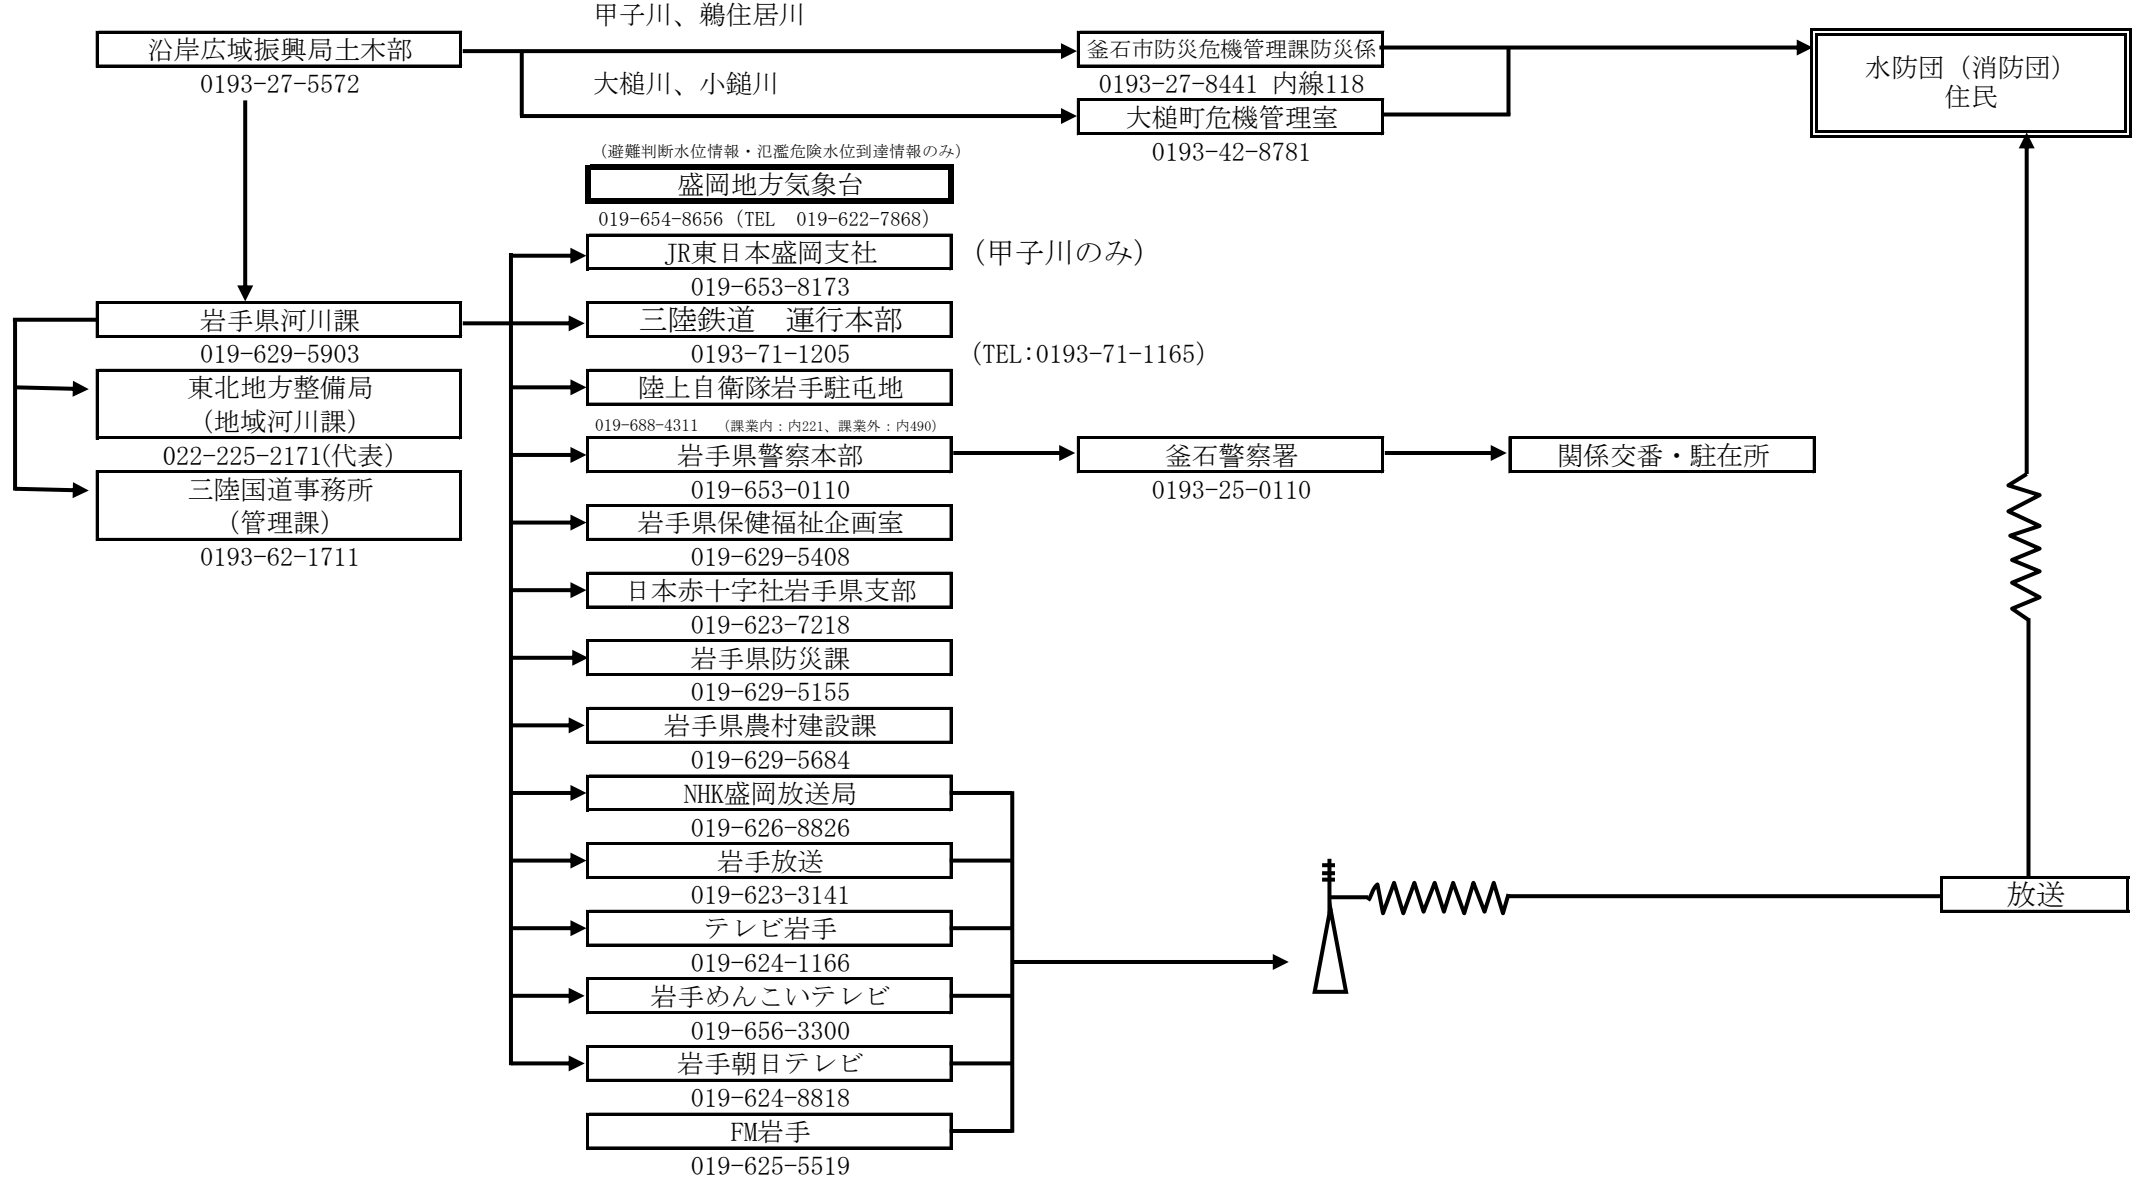 甲子川、鵜住居川
沿岸広域振興局土木部
釜石市防災危機管理課防災係
0193-27-5572
大槌川、小鎚川
0193-27-8441 内線118
水防団（消防団）
住民
大槌町危機管理室
0193-42-8781
（避難判断水位情報・氾濫危険水位到達情報のみ）
盛岡地方気象台
019-654-8656（TEL　019-622-7868）
JR東日本盛岡支社
（甲子川のみ）
019-653-8173
岩手県河川課
三陸鉄道　運行本部
019-629-5903
0193-71-1205
（TEL:0193-71-1165）
東北地方整備局
（地域河川課）
陸上自衛隊岩手駐屯地
019-688-4311　（課業内：内221、課業外：内490）
022-225-2171(代表）
岩手県警察本部
釜石警察署
関係交番・駐在所
三陸国道事務所
（管理課）
019-653-0110
0193-25-0110
岩手県保健福祉企画室
0193-62-1711
019-629-5408
日本赤十字社岩手県支部
019-623-7218
岩手県防災課
019-629-5155
岩手県農村建設課
019-629-5684
NHK盛岡放送局
019-626-8826
岩手放送
019-623-3141
放送
テレビ岩手
019-624-1166
岩手めんこいテレビ
019-656-3300
岩手朝日テレビ
019-624-8818
FM岩手
019-625-5519